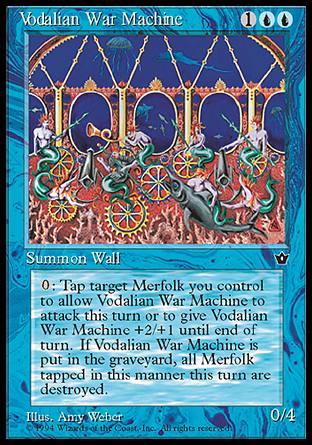 Vodalian War Machine 1
Summon Wall
0: Tap target Merfolk you control
to allow Vodalian War Machine to
attack this turn or to give Vodalian
War Machine +2/+1 until end of
turn. If Vodalian War Machine is
put in the graveyard, all Merfolk
tapped in this manner this turn are
destroyed.
Illus. Amy Weber
©1994 Wizards of the Coast, Inc. All rights reserved. 0/4